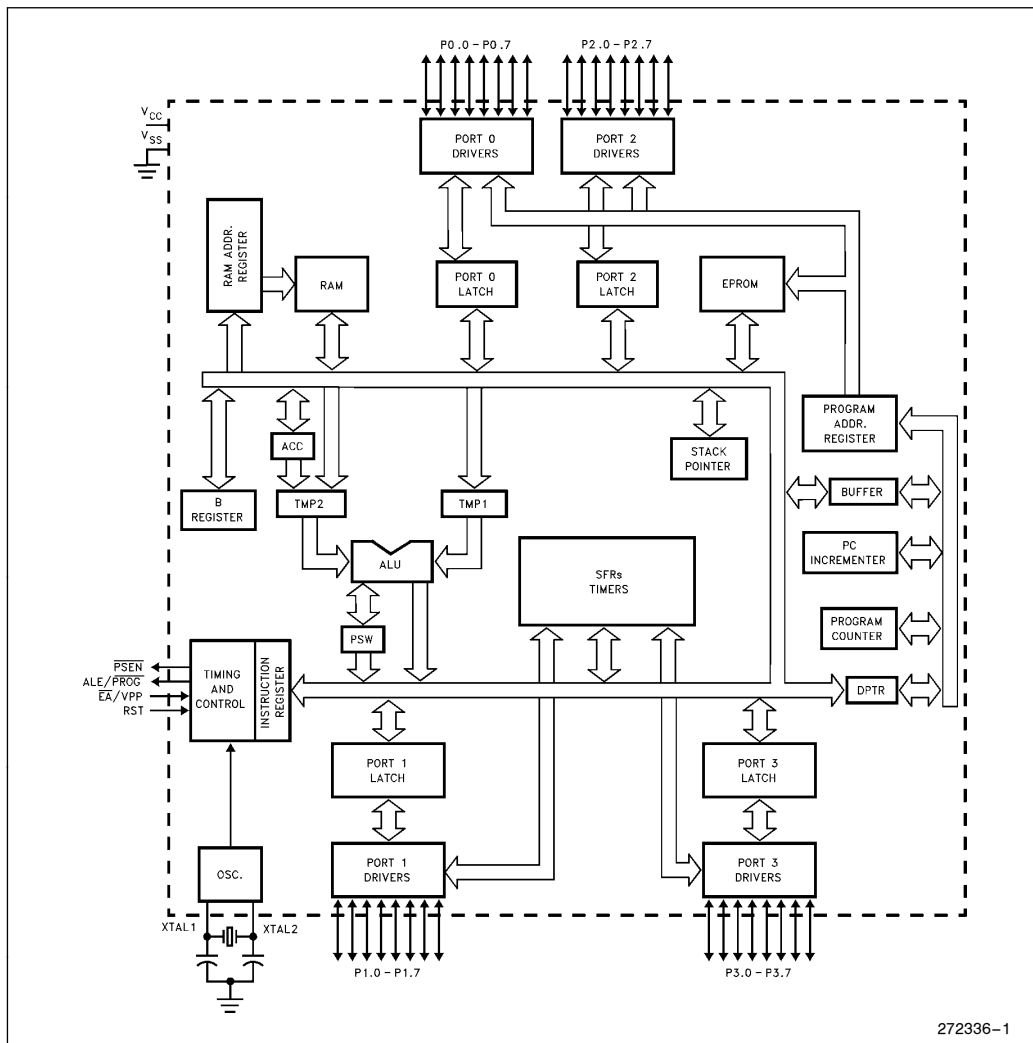 P0.0–P0.7
P2.0–P2.7
VCC
VSS
PORT 0
DRIVERS
PORT 2
DRIVERS
RAM ADDR.
REGISTER
RAM
PORT 0
LATCH
PORT 2
LATCH
EPROM
PROGRAM
ADDR.
REGISTER
ACC
STACK
POINTER
B
REGISTER
TMP2
TMP1
BUFFER
ALU
SFRs
TIMERS
PC
INCREMENTER
PSW
PROGRAM
COUNTER
P̅S̅E̅N̅
ALE/P̅R̅O̅G̅
E̅A̅/VPP
RST
TIMING
AND
CONTROL
INSTRUCTION
REGISTER
DPTR
PORT 1
LATCH
PORT 3
LATCH
OSC.
PORT 1
DRIVERS
PORT 3
DRIVERS
XTAL1
XTAL2
P1.0–P1.7
P3.0–P3.7
272336–1